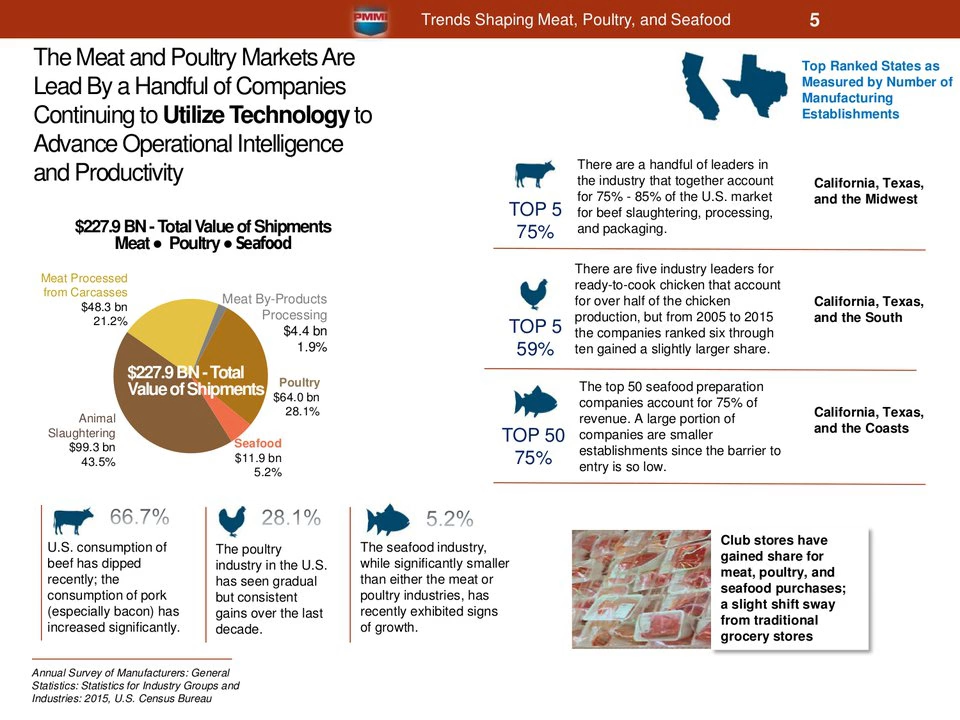 PMMI
Trends Shaping Meat, Poultry, and Seafood
5
The Meat and Poultry Markets Are
Lead By a Handful of Companies
Continuing to Utilize Technology to
Advance Operational Intelligence
and Productivity
Top Ranked States as
Measured by Number of
Manufacturing
Establishments
$227.9 BN - Total Value of Shipments
Meat ● Poultry ● Seafood
Meat Processed
from Carcasses
$48.3 bn
21.2%
Meat By-Products
Processing
$4.4 bn
1.9%
$227.9 BN - Total
Value of Shipments
Poultry
$64.0 bn
28.1%
Animal
Slaughtering
$99.3 bn
43.5%
Seafood
$11.9 bn
5.2%
TOP 5
75%
There are a handful of leaders in
the industry that together account
for 75% - 85% of the U.S. market
for beef slaughtering, processing,
and packaging.
California, Texas,
and the Midwest
TOP 5
59%
There are five industry leaders for
ready-to-cook chicken that account
for over half of the chicken
production, but from 2005 to 2015
the companies ranked six through
ten gained a slightly larger share.
California, Texas,
and the South
TOP 50
75%
The top 50 seafood preparation
companies account for 75% of
revenue. A large portion of
companies are smaller
establishments since the barrier to
entry is so low.
California, Texas,
and the Coasts
66.7%
U.S. consumption of
beef has dipped
recently; the
consumption of pork
(especially bacon) has
increased significantly.
28.1%
The poultry
industry in the U.S.
has seen gradual
but consistent
gains over the last
decade.
5.2%
The seafood industry,
while significantly smaller
than either the meat or
poultry industries, has
recently exhibited signs
of growth.
Club stores have
gained share for
meat, poultry, and
seafood purchases;
a slight shift sway
from traditional
grocery stores
Annual Survey of Manufacturers: General
Statistics: Statistics for Industry Groups and
Industries: 2015, U.S. Census Bureau